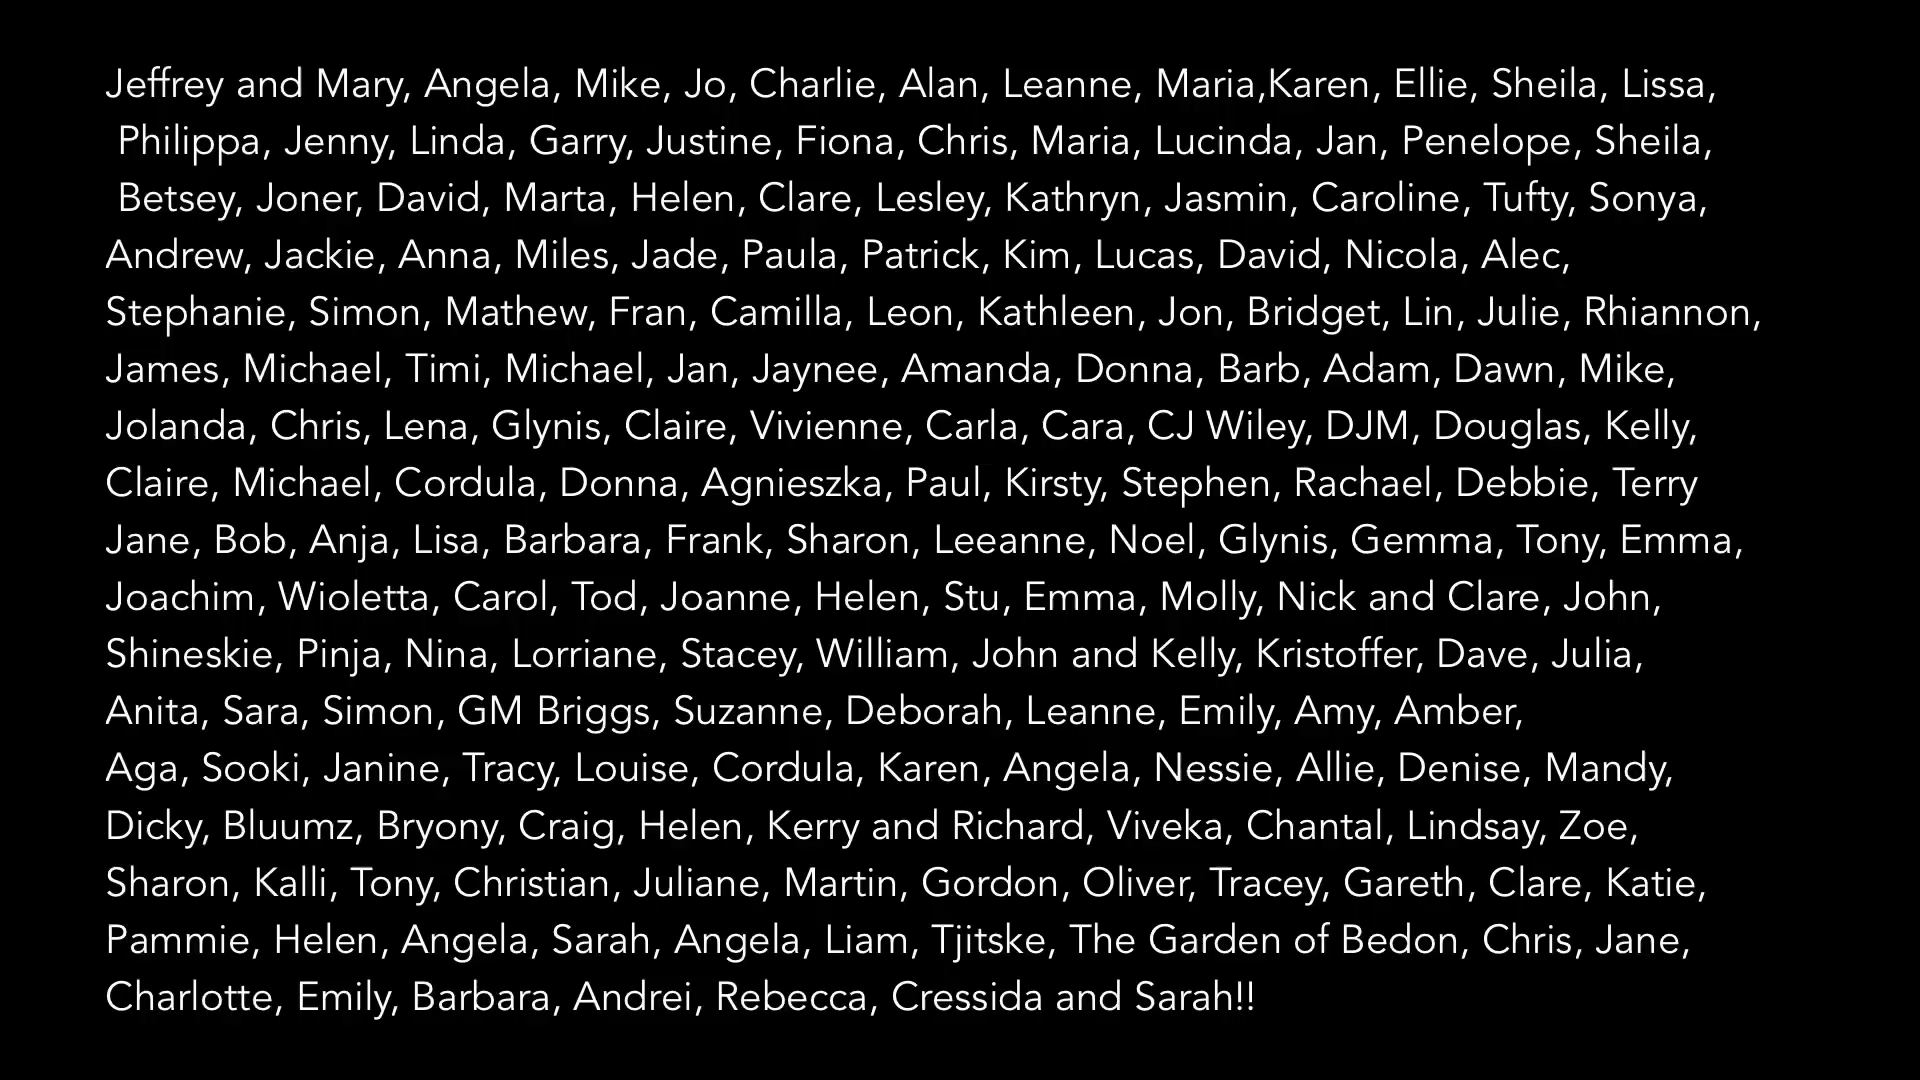 Jeffrey and Mary, Angela, Mike, Jo, Charlie, Alan, Leanne, Maria,Karen, Ellie, Sheila, Lissa,
Philippa, Jenny, Linda, Garry, Justine, Fiona, Chris, Maria, Lucinda, Jan, Penelope, Sheila,
Betsey, Joner, David, Marta, Helen, Clare, Lesley, Kathryn, Jasmin, Caroline, Tufty, Sonya,
Andrew, Jackie, Anna, Miles, Jade, Paula, Patrick, Kim, Lucas, David, Nicola, Alec,
Stephanie, Simon, Mathew, Fran, Camilla, Leon, Kathleen, Jon, Bridget, Lin, Julie, Rhiannon,
James, Michael, Timi, Michael, Jan, Jaynee, Amanda, Donna, Barb, Adam, Dawn, Mike,
Jolanda, Chris, Lena, Glynis, Claire, Vivienne, Carla, Cara, CJ Wiley, DJM, Douglas, Kelly,
Claire, Michael, Cordula, Donna, Agnieszka, Paul, Kirsty, Stephen, Rachael, Debbie, Terry
Jane, Bob, Anja, Lisa, Barbara, Frank, Sharon, Leeanne, Noel, Glynis, Gemma, Tony, Emma,
Joachim, Wioletta, Carol, Tod, Joanne, Helen, Stu, Emma, Molly, Nick and Clare, John,
Shineskie, Pinja, Nina, Lorriane, Stacey, William, John and Kelly, Kristoffer, Dave, Julia,
Anita, Sara, Simon, GM Briggs, Suzanne, Deborah, Leanne, Emily, Amy, Amber,
Aga, Sooki, Janine, Tracy, Louise, Cordula, Karen, Angela, Nessie, Allie, Denise, Mandy,
Dicky, Bluumz, Bryony, Craig, Helen, Kerry and Richard, Viveka, Chantal, Lindsay, Zoe,
Sharon, Kalli, Tony, Christian, Juliane, Martin, Gordon, Oliver, Tracey, Gareth, Clare, Katie,
Pammie, Helen, Angela, Sarah, Angela, Liam, Tjitske, The Garden of Bedon, Chris, Jane,
Charlotte, Emily, Barbara, Andrei, Rebecca, Cressida and Sarah!!